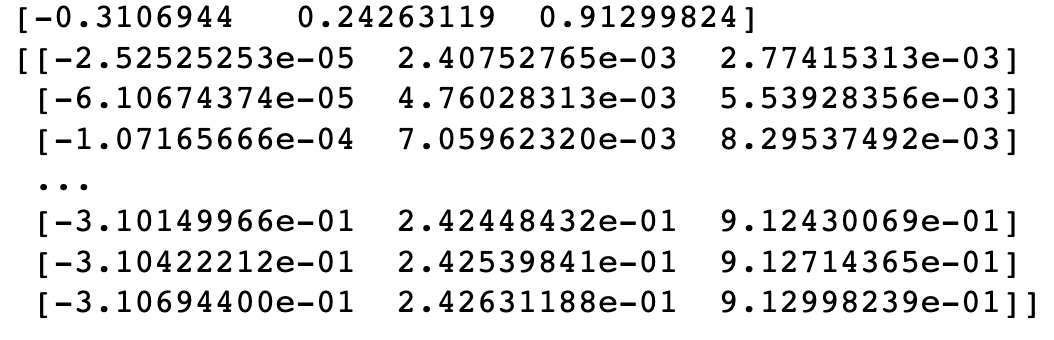 [-0.3106944   0.24263119  0.91299824]
[[-2.52525253e-05  2.40752765e-03  2.77415313e-03]
 [-6.10674374e-05  4.76028313e-03  5.53928356e-03]
 [-1.07165666e-04  7.05962320e-03  8.29537492e-03]
 ...
 [-3.10149966e-01  2.42448432e-01  9.12430069e-01]
 [-3.10422212e-01  2.42539841e-01  9.12714365e-01]
 [-3.10694400e-01  2.42631188e-01  9.12998239e-01]]